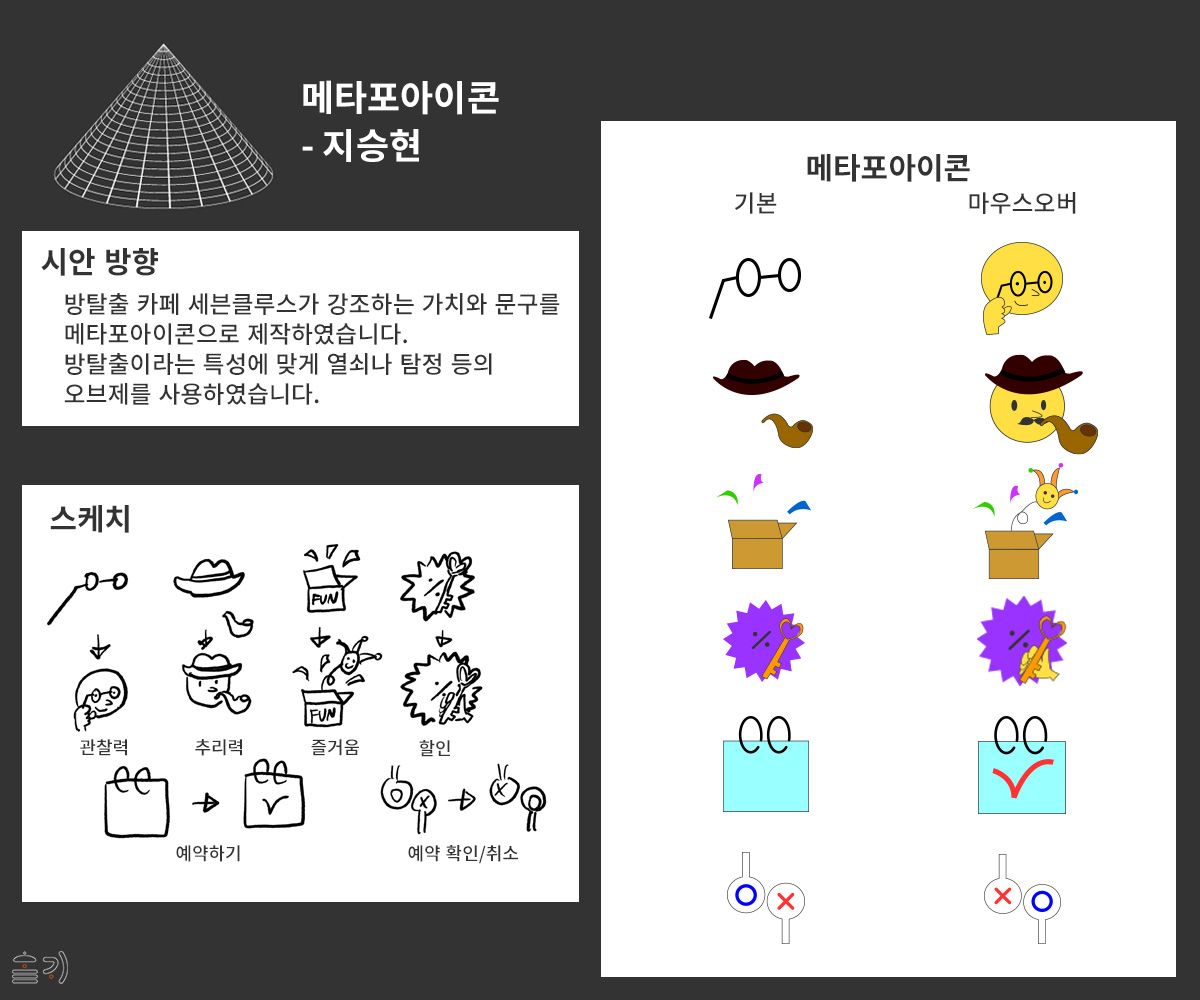 메타포아이콘
- 지승현
시안 방향
방탈출 카페 세븐클루스가 강조하는 가치와 문구를
메타포아이콘으로 제작하였습니다.
방탈출이라는 특성에 맞게 열쇠나 탐정 등의
오브제를 사용하였습니다.
스케치
FUN
FUN
관찰력
추리력
즐거움
할인
예약하기
예약 확인/취소
메타포아이콘
기본
마우스오버